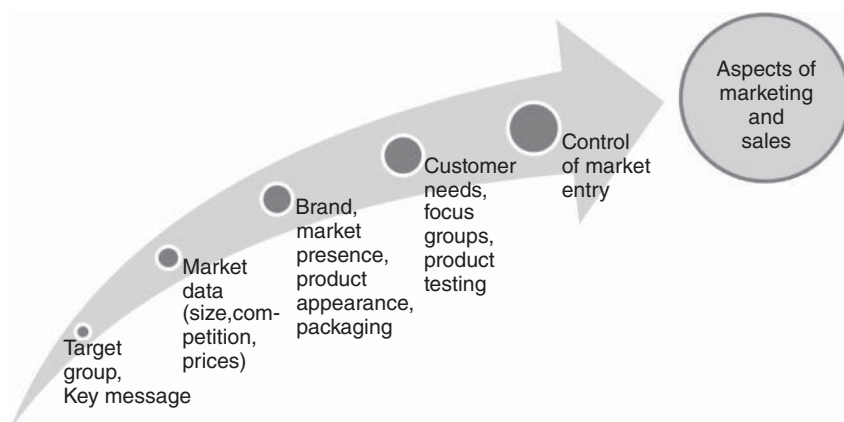 Target
group,
Key message
Market
data
(size,com-
petition,
prices)
Brand,
market
presence,
product
appearance,
packaging
Customer
needs,
focus
groups,
product
testing
Control
of market
entry
Aspects of
marketing
and
sales